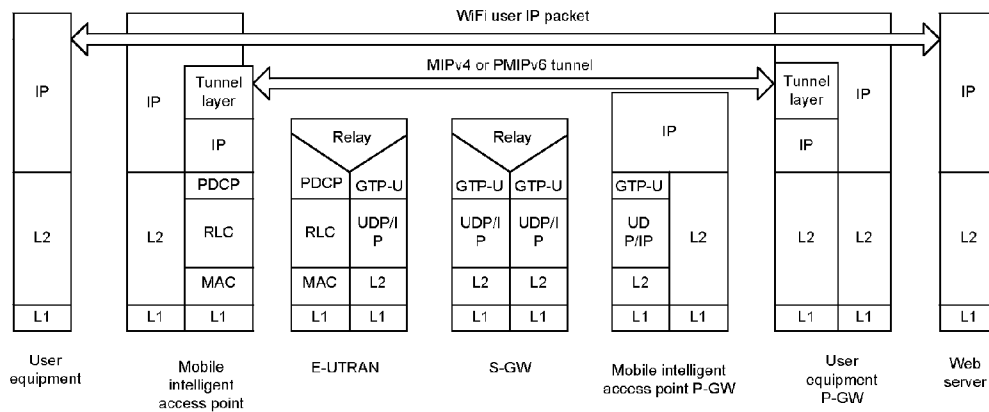 WiFi user IP packet
MIPv4 or PMIPv6 tunnel
IP
L2
L1
User
equipment
IP
L2
L1
Tunnel
layer
IP
PDCP
RLC
MAC
L1
Mobile
intelligent
access point
Relay
PDCP
RLC
MAC
L1
GTP-U
UDP/I
P
L2
L1
E-UTRAN
Relay
GTP-U
UDP/I
P
L2
L1
GTP-U
UDP/I
P
L2
L1
S-GW
IP
GTP-U
UD
P/IP
L2
L1
L2
L1
Mobile intelligent
access point P-GW
Tunnel
layer
IP
L2
L1
IP
L2
L1
User
equipment
P-GW
IP
L2
L1
Web
server